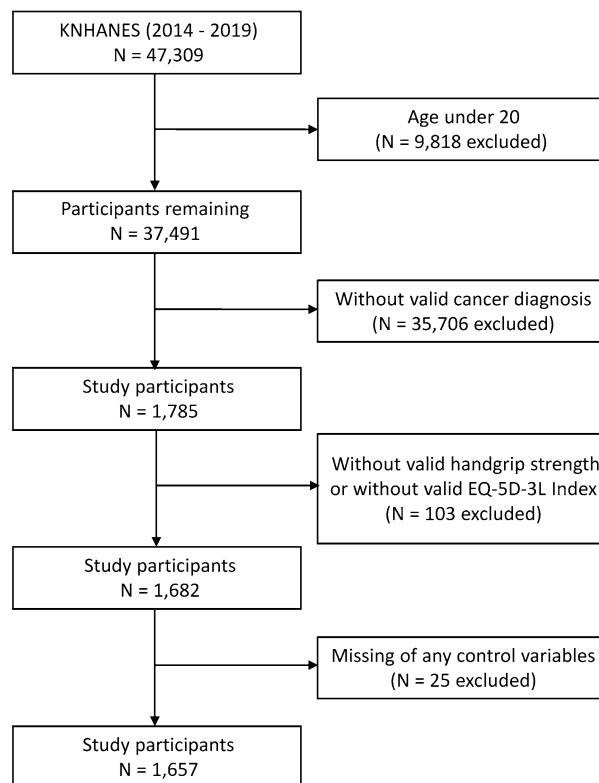 KNHANES (2014 - 2019)
N = 47,309
Age under 20
(N = 9,818 excluded)
Participants remaining
N = 37,491
Without valid cancer diagnosis
(N = 35,706 excluded)
Study participants
N = 1,785
Without valid handgrip strength
or without valid EQ-5D-3L Index
(N = 103 excluded)
Study participants
N = 1,682
Missing of any control variables
(N = 25 excluded)
Study participants
N = 1,657